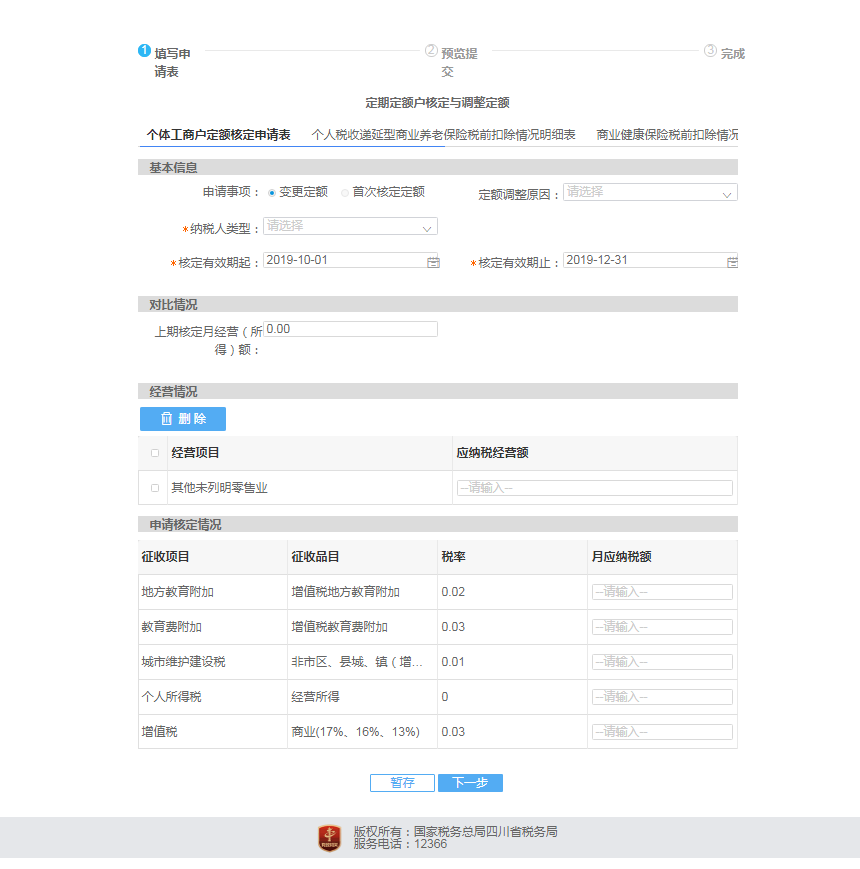 1 填写申请表 2 预览提交 3 完成
定期定额户核定与调整定额
个体工商户定额核定申请表 个人税收递延型商业养老保险税前扣除情况明细表 商业健康保险税前扣除情况
基本信息
申请事项： 变更定额 首次核定定额 定额调整原因： 请选择
*纳税人类型： 请选择
*核定有效期起： 2019-10-01 *核定有效期止： 2019-12-31
对比情况
上期核定月经营（所 0.00
得）额：
经营情况
删除
经营项目 应纳税经营额
其他未列明零售业 --请输入--
申请核定情况
征收项目 征收品目 税率 月应纳税额
地方教育附加 增值税地方教育附加 0.02 --请输入--
教育费附加 增值税教育费附加 0.03 --请输入--
城市维护建设税 非市区、县城、镇（增... 0.01 --请输入--
个人所得税 经营所得 0 --请输入--
增值税 商业(17%、16%、13%) 0.03 --请输入--
暂存 下一步
版权所有：国家税务总局四川省税务局
服务电话：12366